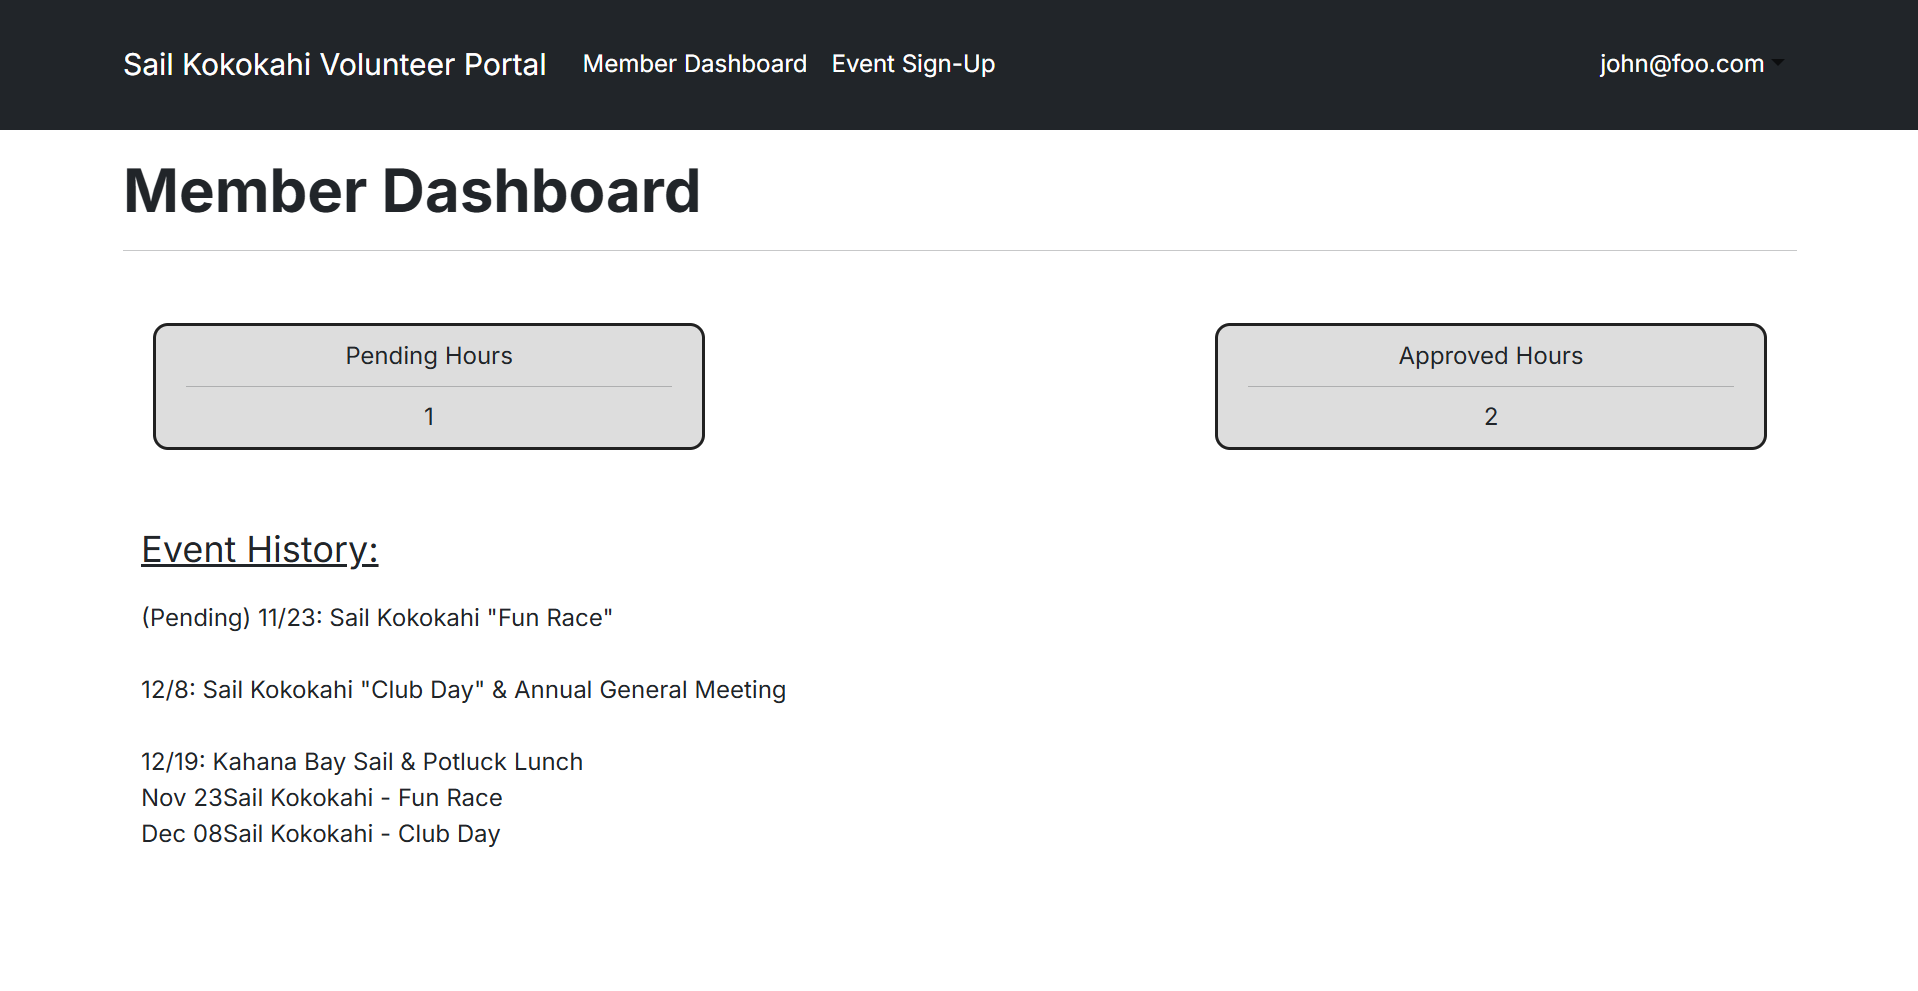 Sail Kokokahi Volunteer Portal Member Dashboard Event Sign-Up john@foo.com
Member Dashboard
Pending Hours
1
Approved Hours
2
Event History:
(Pending) 11/23: Sail Kokokahi "Fun Race"
12/8: Sail Kokokahi "Club Day" & Annual General Meeting
12/19: Kahana Bay Sail & Potluck Lunch
Nov 23Sail Kokokahi - Fun Race
Dec 08Sail Kokokahi - Club Day